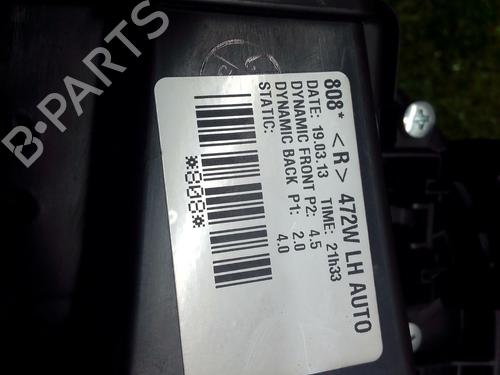 B-PARTS
808* <R> 472W LH AUTO
DATE: 19.03.13 TIME: 21h33
DYNAMIC FRONT P2: 4.5
DYNAMIC BACK P1: 2.0
STATIC: 4.0
*808*